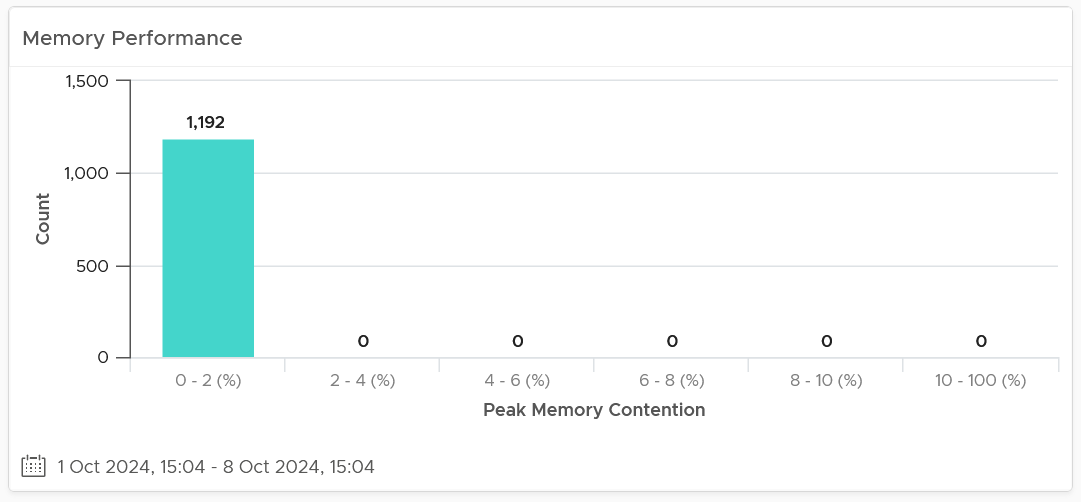 Memory Performance
1,500
1,192
1,000
Count
500
0 0 0 0 0
0
0 - 2 (%) 2 - 4 (%) 4 - 6 (%) 6 - 8 (%) 8 - 10 (%) 10 - 100 (%)
Peak Memory Contention
1 Oct 2024, 15:04 - 8 Oct 2024, 15:04